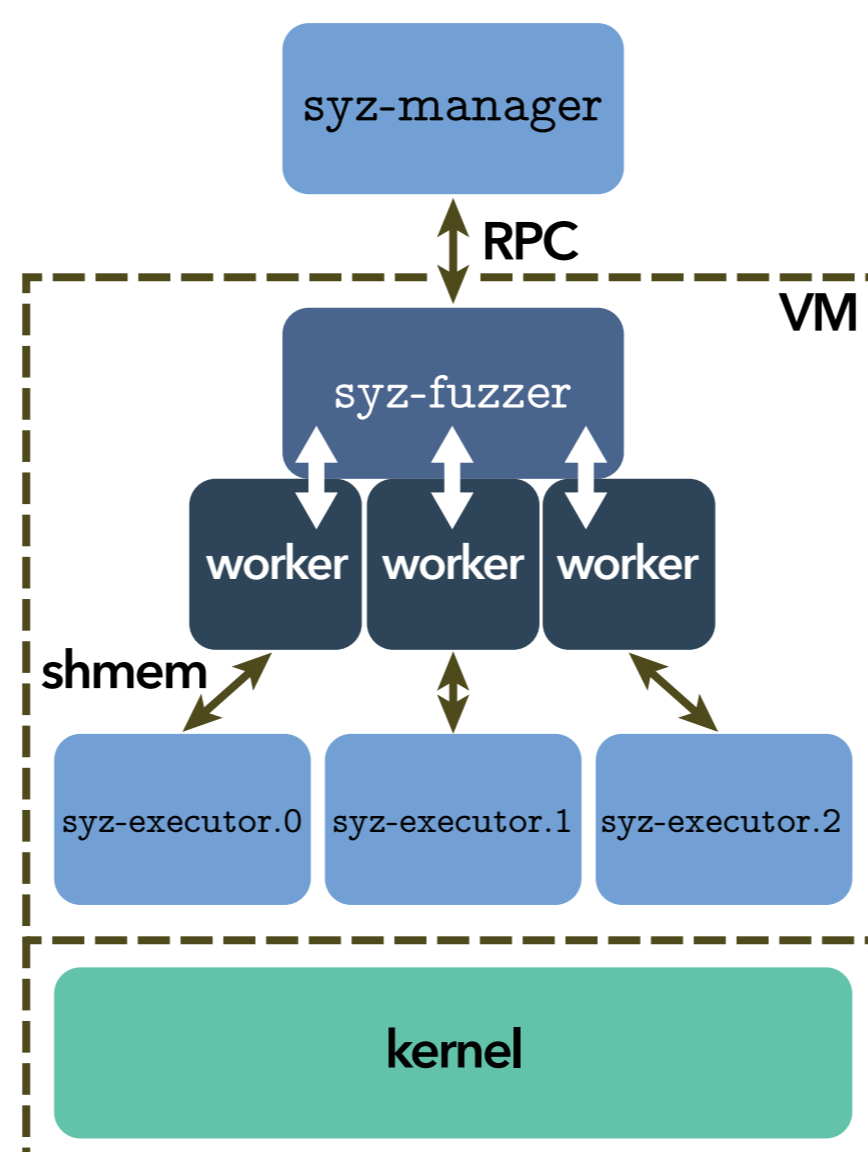 syz-manager
RPC
VM
syz-fuzzer
worker worker worker
shmem
syz-executor.0 syz-executor.1 syz-executor.2
kernel